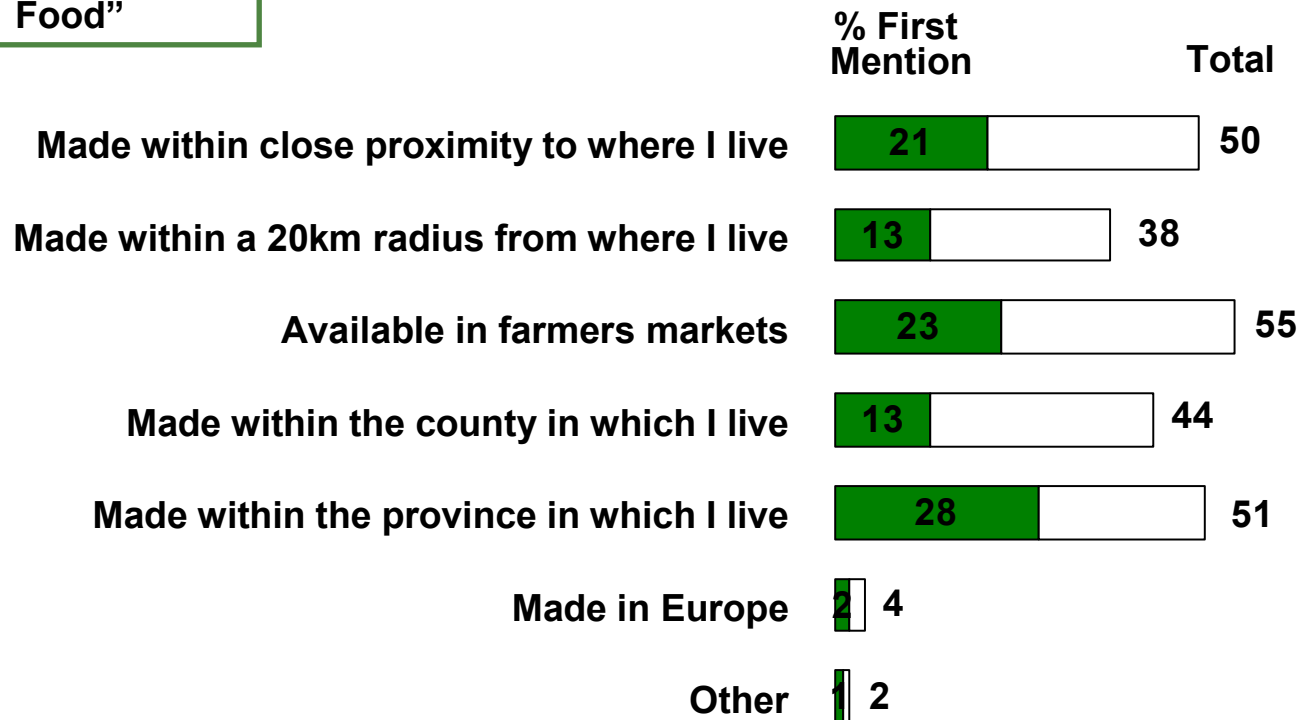 Food”
% First
Mention
Total
Made within close proximity to where I live 21 50
Made within a 20km radius from where I live 13 38
Available in farmers markets 23 55
Made within the county in which I live 13 44
Made within the province in which I live 28 51
Made in Europe 2 4
Other 1 2